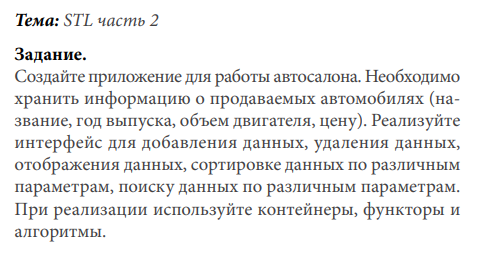 Тема: STL часть 2
Задание.
Создайте приложение для работы автосалона. Необходимо
хранить информацию о продаваемых автомобилях (на-
звание, год выпуска, объем двигателя, цену). Реализуйте
интерфейс для добавления данных, удаления данных,
отображения данных, сортировке данных по различным
параметрам, поиску данных по различным параметрам.
При реализации используйте контейнеры, функторы и
алгоритмы.